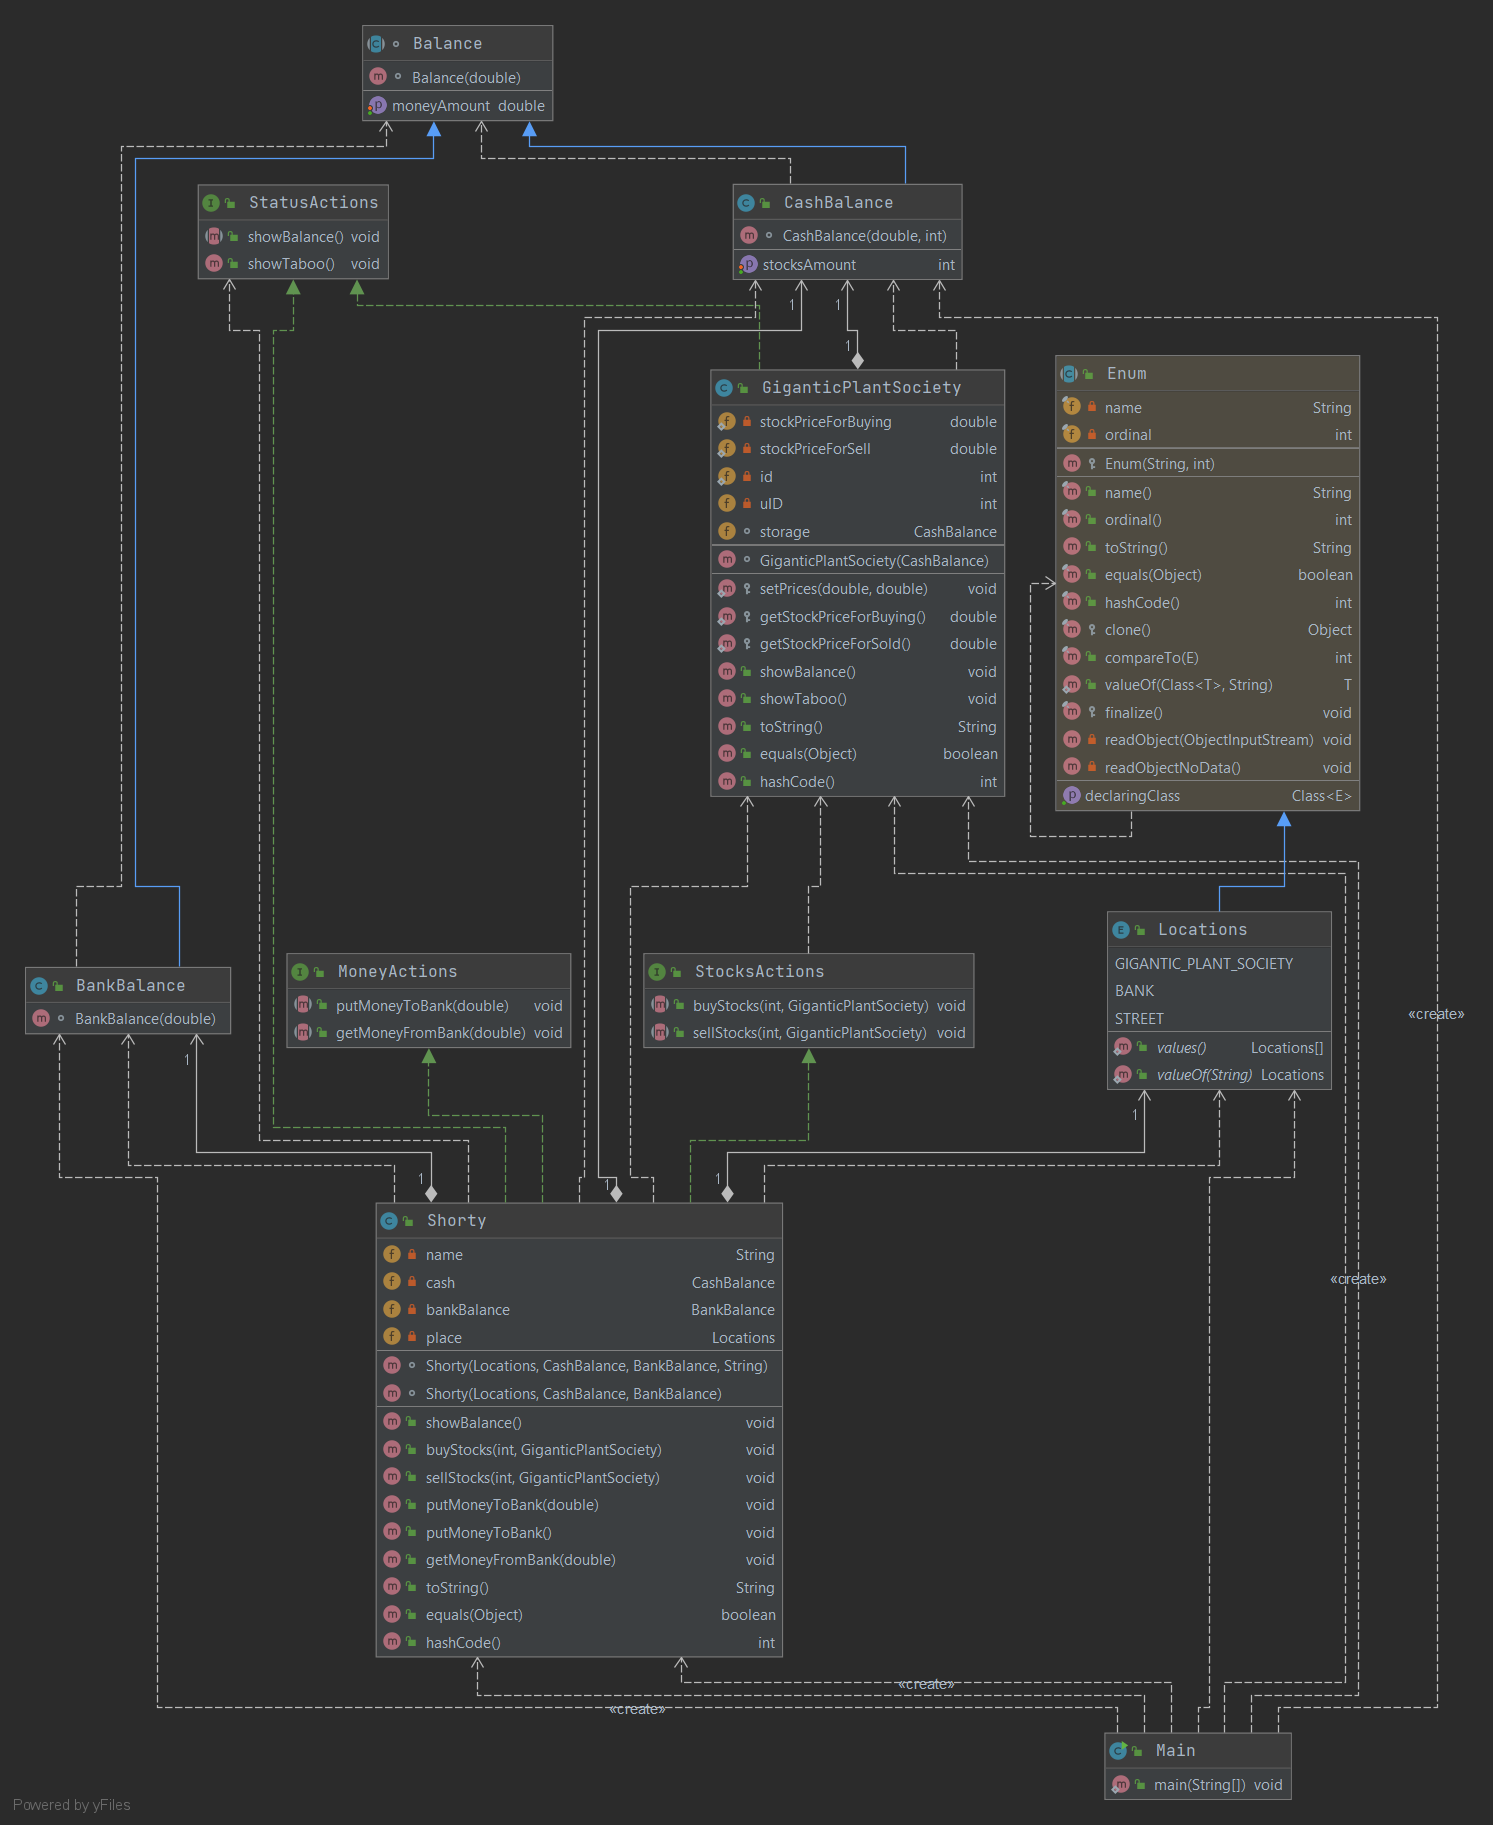 Balance
Balance(double)
moneyAmount double
StatusActions
showBalance() void
showTaboo() void
CashBalance
CashBalance(double, int)
stocksAmount int
1
1
1
GiganticPlantSociety
stockPriceForBuying double
stockPriceForSell double
id int
uID int
storage CashBalance
GiganticPlantSociety(CashBalance)
setPrices(double, double) void
getStockPriceForBuying() double
getStockPriceForSold() double
showBalance() void
showTaboo() void
toString() String
equals(Object) boolean
hashCode() int
Enum
name String
ordinal int
Enum(String, int)
name() String
ordinal() int
toString() String
equals(Object) boolean
hashCode() int
clone() Object
compareTo(E) int
valueOf(Class<T>, String) T
finalize() void
readObject(ObjectInputStream) void
readObjectNoData() void
declaringClass Class<E>
BankBalance
BankBalance(double)
MoneyActions
putMoneyToBank(double) void
getMoneyFromBank(double) void
StocksActions
buyStocks(int, GiganticPlantSociety) void
sellStocks(int, GiganticPlantSociety) void
Locations
GIGANTIC_PLANT_SOCIETY
BANK
STREET
values() Locations[]
valueOf(String) Locations
«create»
1
1
1
1
1
«create»
Shorty
name String
cash CashBalance
bankBalance BankBalance
place Locations
Shorty(Locations, CashBalance, BankBalance, String)
Shorty(Locations, CashBalance, BankBalance)
showBalance() void
buyStocks(int, GiganticPlantSociety) void
sellStocks(int, GiganticPlantSociety) void
putMoneyToBank(double) void
putMoneyToBank() void
getMoneyFromBank(double) void
toString() String
equals(Object) boolean
hashCode() int
«create»
«create»
Main
main(String[]) void
Powered by yFiles